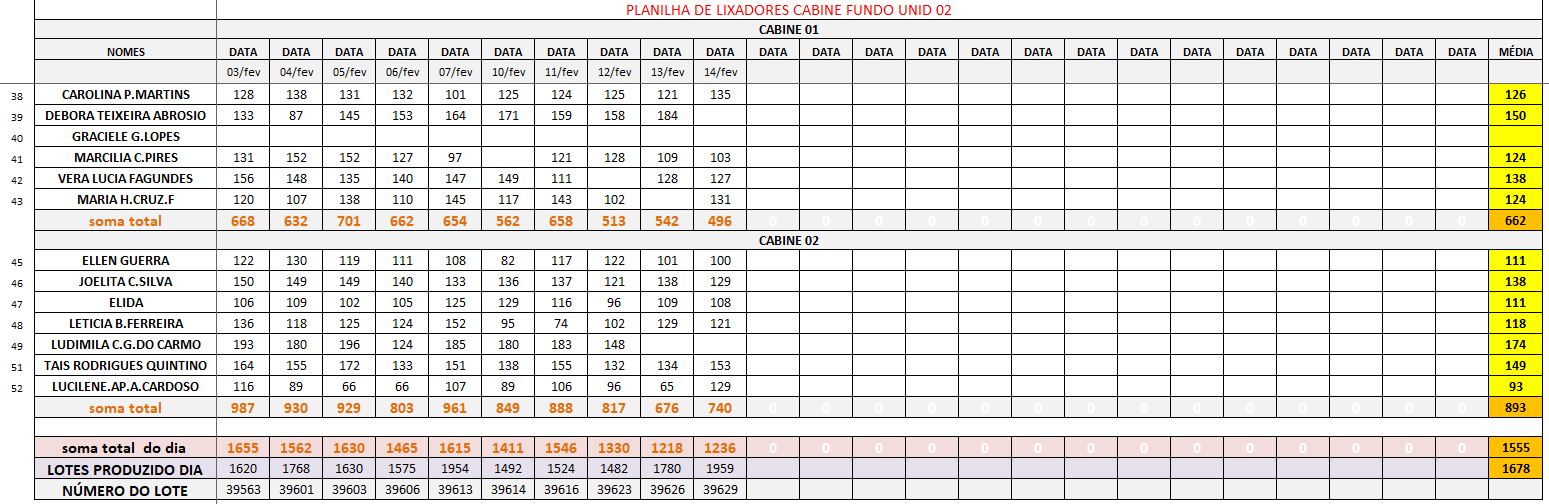 PLANILHA DE LIXADORES CABINE FUNDO UNID 02
CABINE 01
NOMES DATA DATA DATA DATA DATA DATA DATA DATA DATA DATA DATA DATA DATA DATA DATA DATA DATA DATA DATA DATA DATA DATA DATA DATA MÉDIA
03/fev 04/fev 05/fev 06/fev 07/fev 10/fev 11/fev 12/fev 13/fev 14/fev
38 CAROLINA P.MARTINS 128 138 131 132 101 125 124 125 121 135 126
39 DEBORA TEIXEIRA ABROSIO 133 87 145 153 164 171 159 158 184 150
40 GRACIELE G.LOPES
41 MARCILIA C.PIRES 131 152 152 127 97 121 128 109 103 124
42 VERA LUCIA FAGUNDES 156 148 135 140 147 149 111 128 127 138
43 MARIA H.CRUZ.F 120 107 138 110 145 117 143 102 131 124
soma total 668 632 701 662 654 562 658 513 542 496 0 0 0 0 0 0 0 0 0 0 0 0 0 0 662
CABINE 02
45 ELLEN GUERRA 122 130 119 111 108 82 117 122 101 100 111
46 JOELITA C.SILVA 150 149 149 140 133 136 137 121 138 129 138
47 ELIDA 106 109 102 105 125 129 116 96 109 108 111
48 LETICIA B.FERREIRA 136 118 125 124 152 95 74 102 129 121 118
49 LUDIMILA C.G.DO CARMO 193 180 196 124 185 180 183 148 174
51 TAIS RODRIGUES QUINTINO 164 155 172 133 151 138 155 132 134 153 149
52 LUCILENE.AP.A.CARDOSO 116 89 66 66 107 89 106 96 65 129 93
soma total 987 930 929 803 961 849 888 817 676 740 0 0 0 0 0 0 0 0 0 0 0 0 0 0 893
soma total do dia 1655 1562 1630 1465 1615 1411 1546 1330 1218 1236 0 0 0 0 0 0 0 0 0 0 0 0 0 0 1555
LOTES PRODUZIDO DIA 1620 1768 1630 1575 1954 1492 1524 1482 1780 1959 1678
NÚMERO DO LOTE 39563 39601 39603 39606 39613 39614 39616 39623 39626 39629